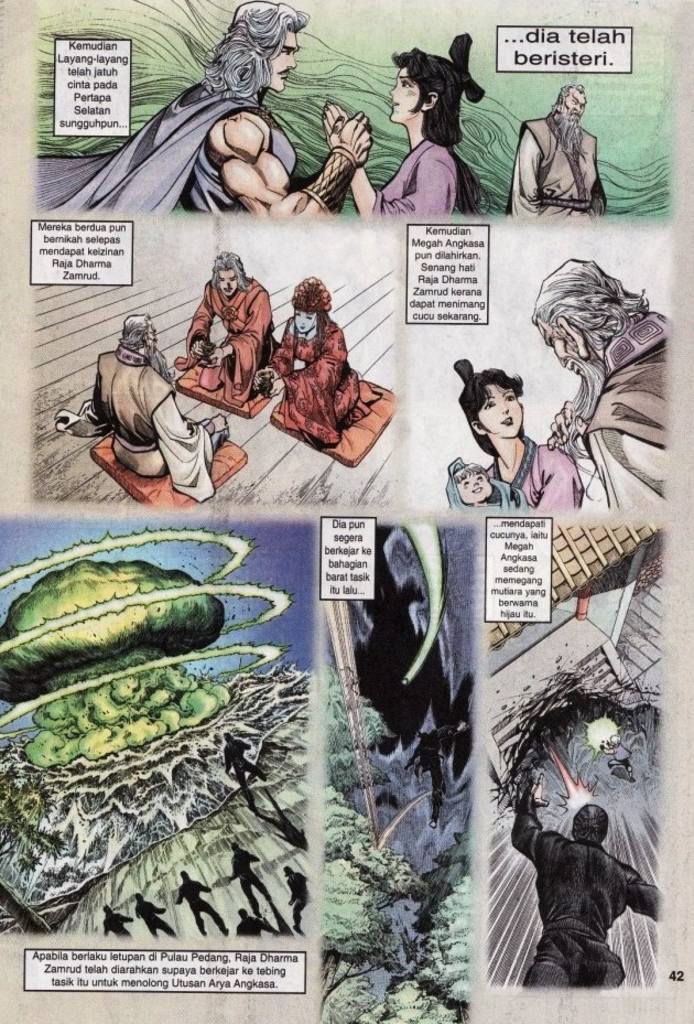 Kemudian
Layang-layang
telah jatuh
cinta pada
Pertapa
Selatan
sungguhpun...
...dia telah
beristeri.
Mereka berdua pun
bernikah selepas
mendapat keizinan
Raja Dharma
Zamrud.
Kemudian
Megah Angkasa
pun dilahirkan.
Senang hati
Raja Dharma
Zamrud kerana
dapat menimang
cucu sekarang.
Apabila berlaku letupan di Pulau Pedang, Raja Dharma
Zamrud telah diarahkan supaya berkejar ke tebing
tasik itu untuk menolong Utusan Arya Angkasa.
Dia pun
segera
berkejar ke
bahagian
barat tasik
itu lalu...
...mendapati
cucunya, iaitu
Megah
Angkasa
sedang
memegang
mutiara yang
berwarna
hijau itu.
42